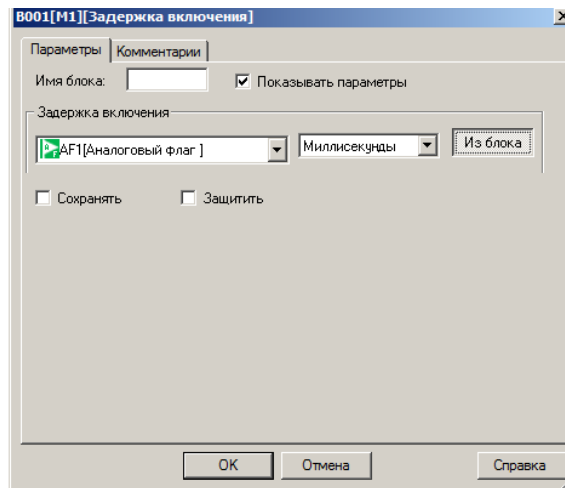 B001[M1][Задержка включения]
Параметры Комментарии
Имя блока: Показывать параметры
Задержка включения
AF1[Аналоговый флаг ] Миллисекунды Из блока
Сохранять Защитить
OK Отмена Справка